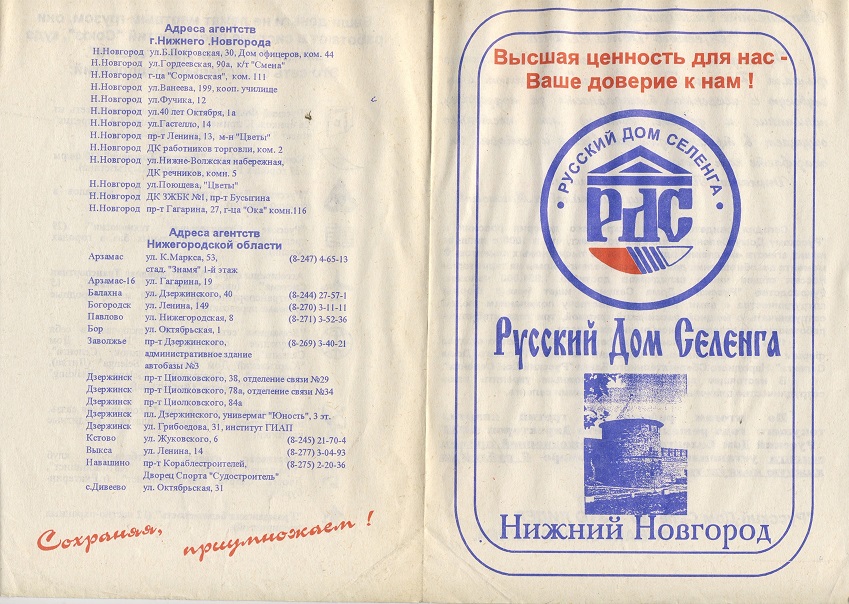 Адреса агентств
г.Нижнего .Новгорода
Н.Новгород ул.Б.Покровская, 30, Дом офицеров, ком. 44
Н.Новгород ул.Гордеевская, 90а, к/т "Смена"
Н.Новгород г-ца "Сормовская", ком. 111
Н.Новгород ул.Ванеева, 199, кооп. училище
Н.Новгород ул.Фучика, 12
Н.Новгород ул.40 лет Октября, 1а
Н.Новгород ул.Гастелло, 14
Н.Новгород пр-т Ленина, 13, м-н "Цветы"
Н.Новгород ДК работников торговли, ком. 2
Н.Новгород ул.Нижне-Волжская набережная,
ДК речников, комн. 5
Н.Новгород ул.Поющева, "Цветы"
Н.Новгород ДК ЗЖБК №1, пр-т Бусыгина
Н.Новгород пр-т Гагарина, 27, г-ца "Ока" комн.116
Адреса агентств
Нижегородской области
Арзамас ул. К.Маркса, 53, (8-247) 4-65-13
стад. "Знамя" 1-й этаж
Арзамас-16 ул. Гагарина, 19
Балахна ул. Дзержинского, 40 (8-244) 27-57-1
Богородск ул. Ленина, 149 (8-270) 3-11-11
Павлово ул. Нижегородская, 8 (8-271) 3-52-36
Бор ул. Октябрьская, 1
Заволжье пр-т Дзержинского, (8-269) 3-40-21
административное здание
автобазы №3
Дзержинск пр-т Циолковского, 38, отделение связи №29
Дзержинск пр-т Циолковского, 78а, отделение связи №34
Дзержинск пр-т Циолковского, 84а
Дзержинск пл. Дзержинского, универмаг "Юность", 3 эт.
Дзержинск ул. Грибоедова, 31, институт ГИАП
Кстово ул. Жуковского, 6 (8-245) 21-70-4
Выкса ул. Ленина, 14 (8-277) 3-04-93
Навашино пр-т Кораблестроителей, (8-275) 2-20-36
Дворец Спорта "Судостроитель"
с.Дивеево ул. Октябрьская, 31
Сохраняя,
приумножаем !
Высшая ценность для нас -
Ваше доверие к нам !
• РУССКИЙ ДОМ СЕЛЕНГА •
РДС
Русский Дом Селенга
Нижний Новгород